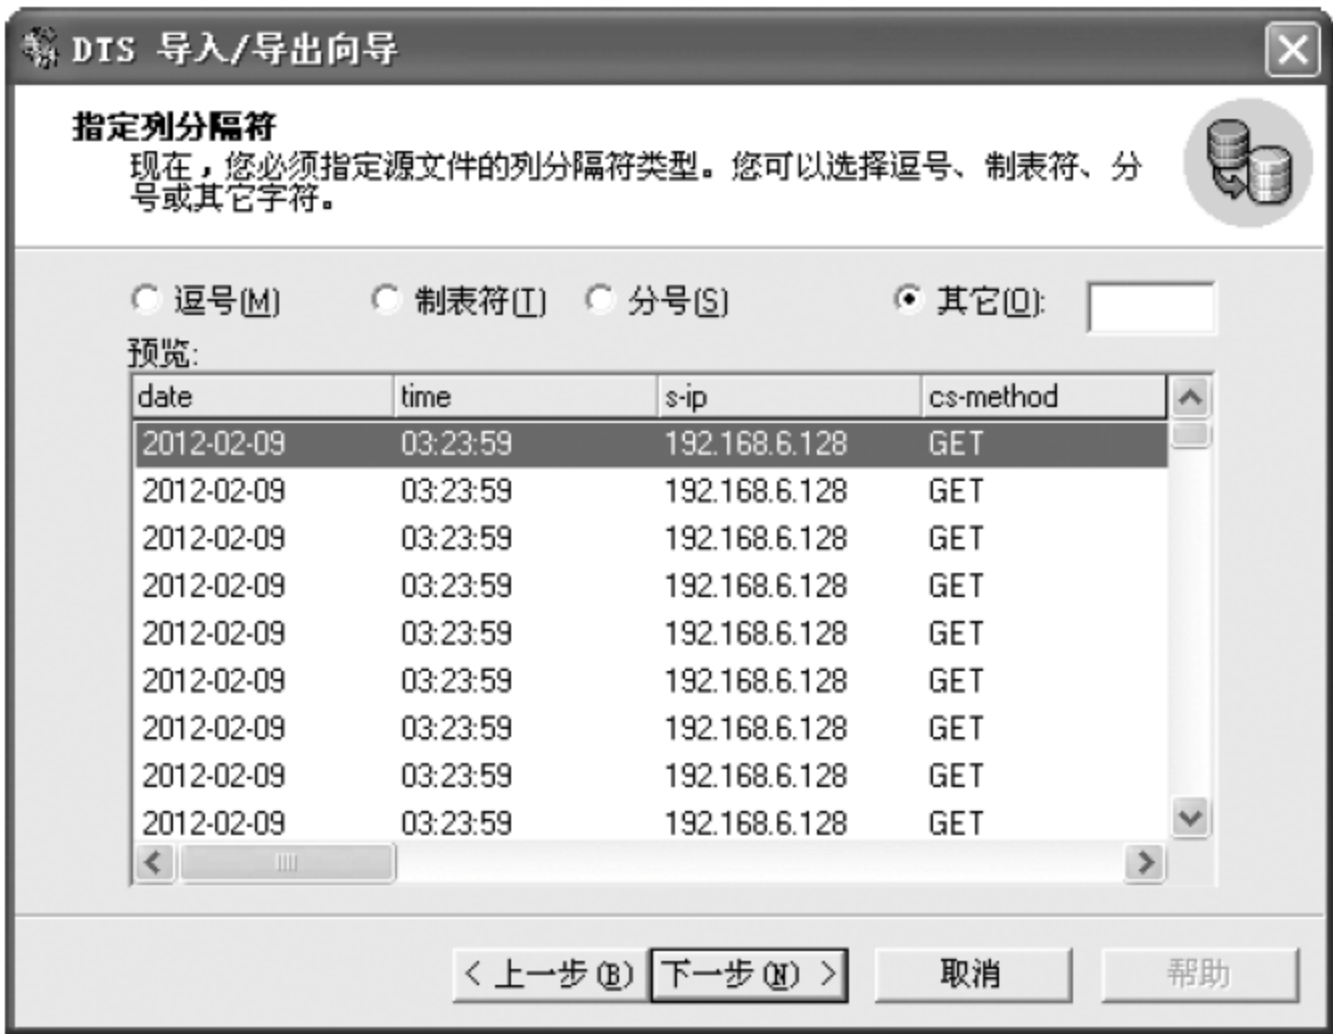 DTS 导入/导出向导
指定列分隔符
现在，您必须指定源文件的列分隔符类型。您可以选择逗号、制表符、分
号或其它字符。
逗号(M) 制表符(T) 分号(S) 其它(O):
预览:
date time s-ip cs-method
2012-02-09 03:23:59 192.168.6.128 GET
2012-02-09 03:23:59 192.168.6.128 GET
2012-02-09 03:23:59 192.168.6.128 GET
2012-02-09 03:23:59 192.168.6.128 GET
2012-02-09 03:23:59 192.168.6.128 GET
2012-02-09 03:23:59 192.168.6.128 GET
2012-02-09 03:23:59 192.168.6.128 GET
2012-02-09 03:23:59 192.168.6.128 GET
2012-02-09 03:23:59 192.168.6.128 GET
< 上一步(B) 下一步(N) > 取消 帮助